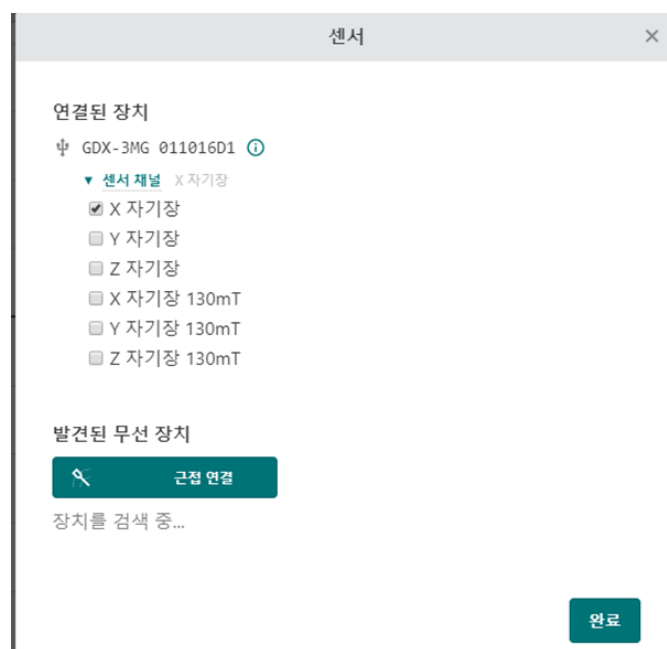 센서
연결된 장치
GDX-3MG 011016D1
센서 채널 X 자기장
X 자기장
Y 자기장
Z 자기장
X 자기장 130mT
Y 자기장 130mT
Z 자기장 130mT
발견된 무선 장치
근접 연결
장치를 검색 중...
완료